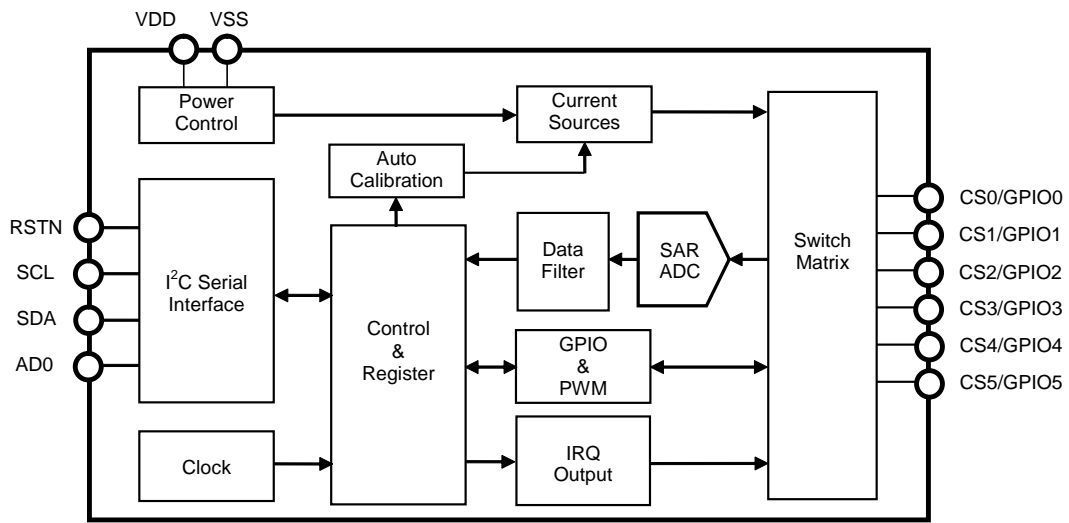 VDD
VSS
Power
Control
Current
Sources
Auto
Calibration
RSTN
SCL
SDA
AD0
I²C Serial
Interface
Control
&
Register
Data
Filter
SAR
ADC
Switch
Matrix
GPIO
&
PWM
Clock
IRQ
Output
CS0/GPIO0
CS1/GPIO1
CS2/GPIO2
CS3/GPIO3
CS4/GPIO4
CS5/GPIO5